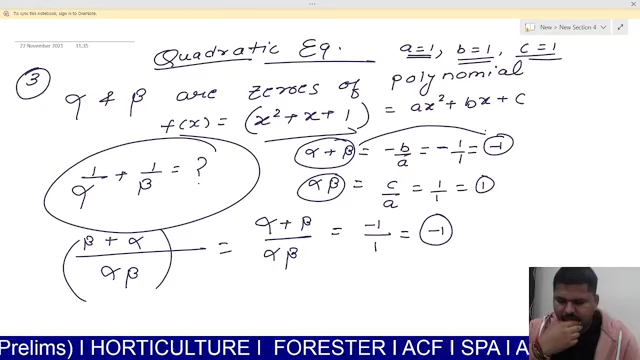 To sync this section, sign in to OneNote.
New > New Section 4
22 November 2021 11:35
Quadratic Eq. a=1, b=1, c=1
③ α & β are zeroes of polynomial
f(x) = (x²+x+1) = ax²+bx+c
1/α + 1/β = ?
α+β = -b/a = -1/1 = -1
αβ = c/a = 1/1 = 1
(β+α / αβ) = α+β / αβ = -1/1 = -1
Prelims) I HORTICULTURE I FORESTER I ACF I SPA I A